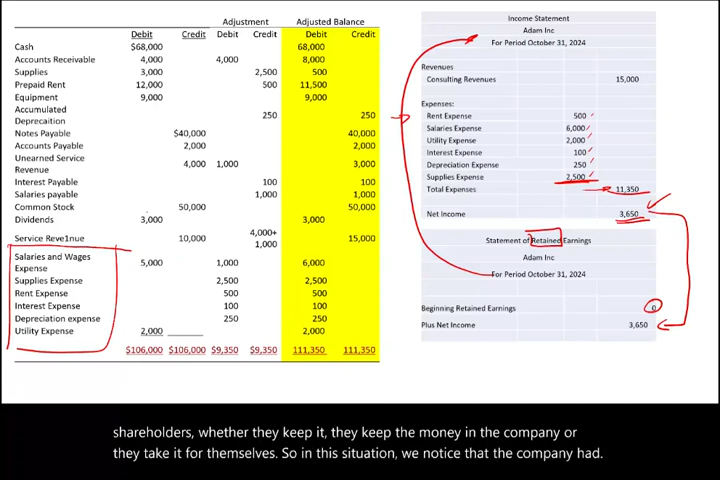 Adjustment Adjusted Balance
Debit Credit Debit Credit Debit Credit
Cash $68,000 68,000
Accounts Receivable 4,000 4,000 8,000
Supplies 3,000 2,500 500
Prepaid Rent 12,000 500 11,500
Equipment 9,000 9,000
Accumulated
Deprecaition 250 250
Notes Payable $40,000 40,000
Accounts Payable 2,000 2,000
Unearned Service
Revenue 4,000 1,000 3,000
Interest Payable 100 100
Salaries payable 1,000 1,000
Common Stock 50,000 50,000
Dividends 3,000 3,000
Service Reve1nue 10,000 4,000+
1,000 15,000
Salaries and Wages
Expense 5,000 1,000 6,000
Supplies Expense 2,500 2,500
Rent Expense 500 500
Interest Expense 100 100
Depreciation expense 250 250
Utility Expense 2,000 2,000
$106,000 $106,000 $9,350 $9,350 111,350 111,350
Income Statement
Adam Inc
For Period October 31, 2024
Revenues
Consulting Revenues 15,000
Expenses:
Rent Expense 500
Salaries Expense 6,000
Utility Expense 2,000
Interest Expense 100
Depreciation Expense 250
Supplies Expense 2,500
Total Expenses 11,350
Net Income 3,650
Statement of Retained Earnings
Adam Inc
For Period October 31, 2024
Beginning Retained Earnings 0
Plus Net Income 3,650
shareholders, whether they keep it, they keep the money in the company or
they take it for themselves. So in this situation, we notice that the company had.